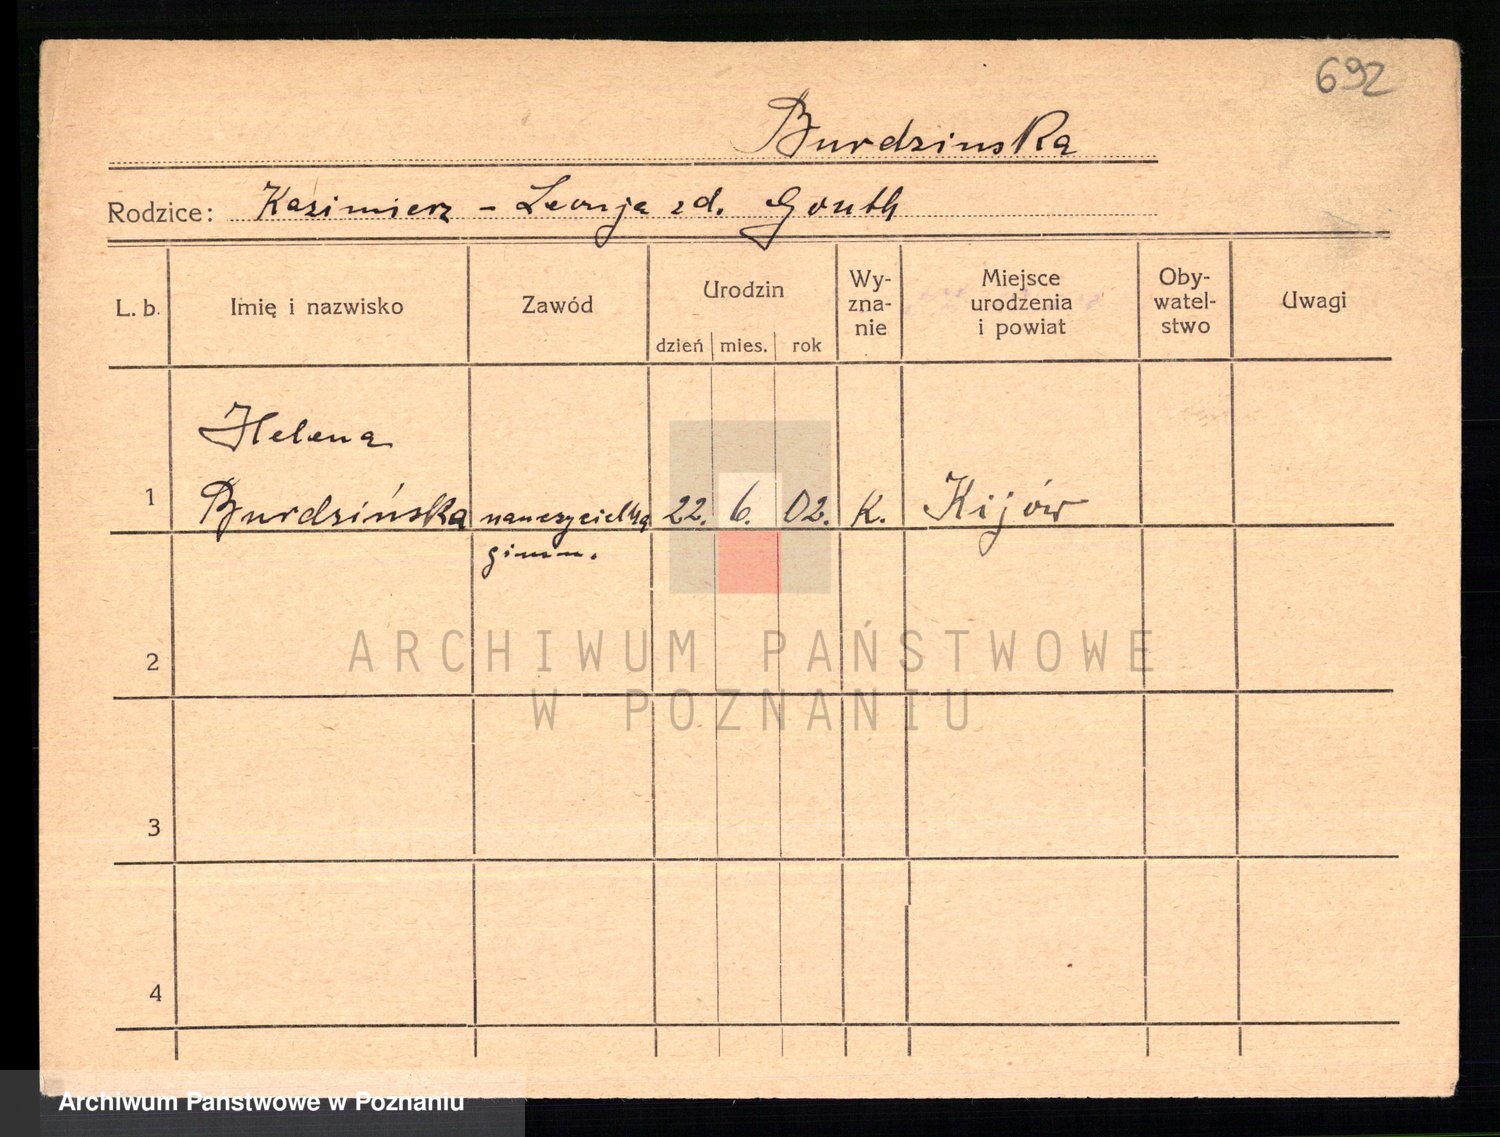 692
Burdzinska
Rodzice: Kazimierz - Leonja zd. Gouth
L. b.
Imię i nazwisko
Zawód
Urodzin
dzień mies. rok
Wy-
zna-
nie
Miejsce
urodzenia
i powiat
Oby-
watel-
stwo
Uwagi
Helena
1 Burdzińska nauczycielka 22. 6. 02. K. Kijów
gimn.
2
3
4
ARCHIWUM PAŃSTWOWE
W POZNANIU
Archiwum Państwowe w Poznaniu